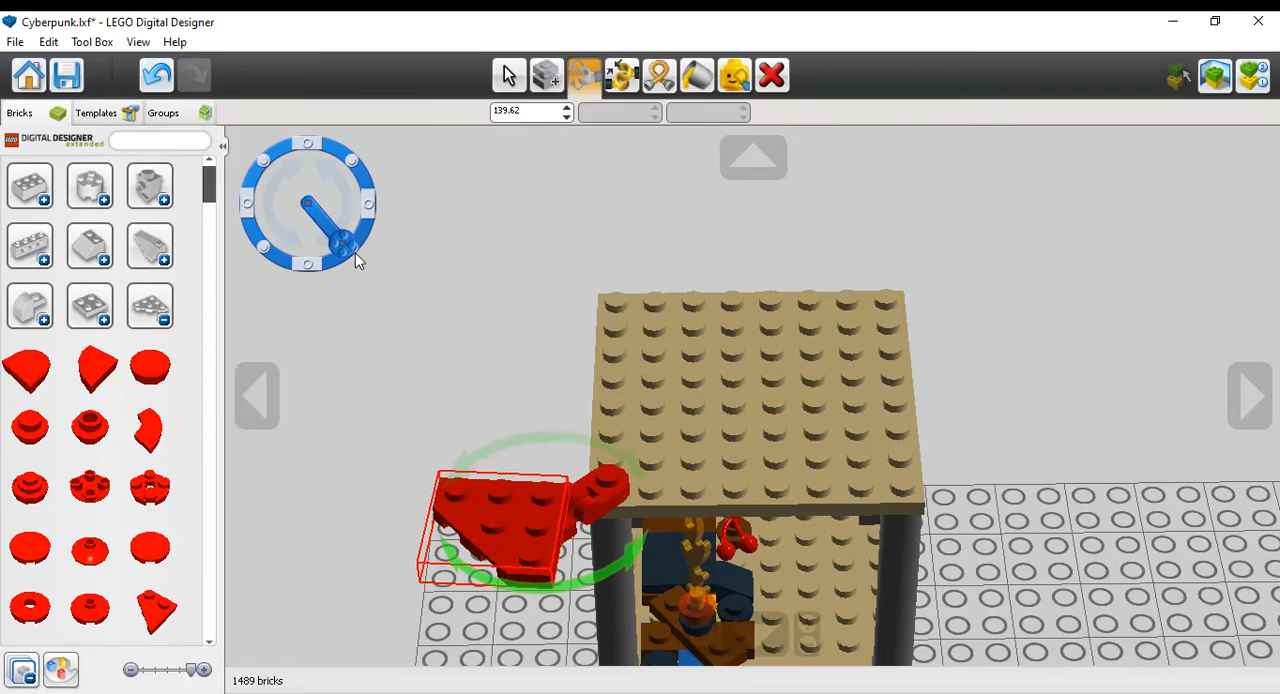 Cyberpunk.lxf* - LEGO Digital Designer
File Edit Tool Box View Help
139.62
Bricks Templates Groups
LEGO DIGITAL DESIGNER extended
1489 bricks